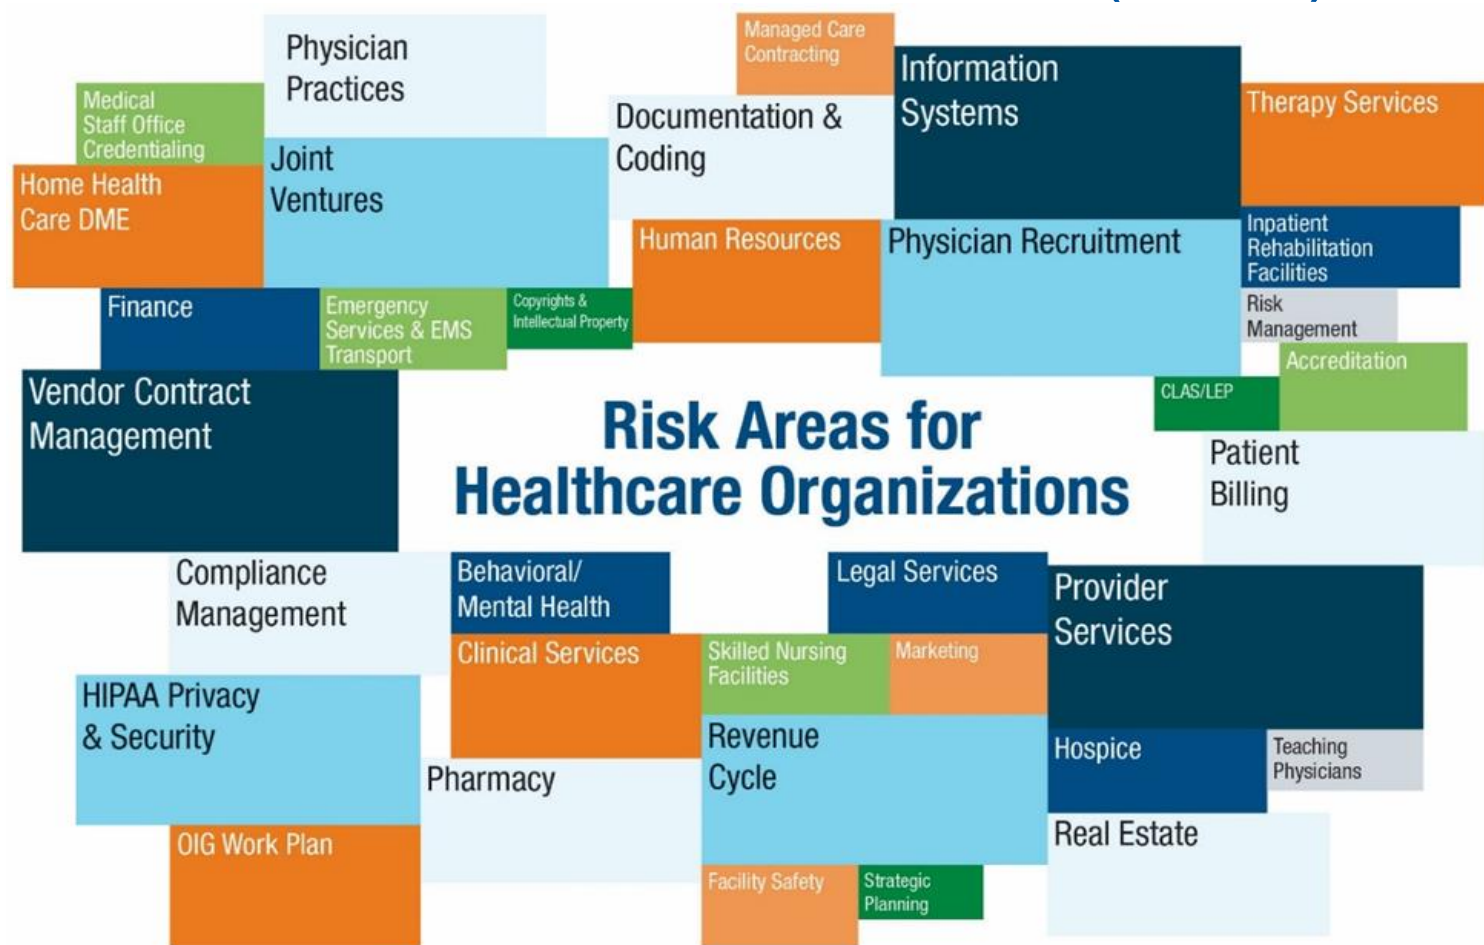 Physician
Practices
Managed Care
Contracting
Information
Systems
Medical
Staff Office
Credentialing
Documentation &
Coding
Therapy Services
Joint
Ventures
Home Health
Care DME
Human Resources
Physician Recruitment
Inpatient
Rehabilitation
Facilities
Finance
Emergency
Services & EMS
Transport
Copyrights &
Intellectual Property
Risk
Management
Accreditation
CLAS/LEP
Vendor Contract
Management
Risk Areas for
Healthcare Organizations
Patient
Billing
Compliance
Management
Behavioral/
Mental Health
Legal Services
Provider
Services
Clinical Services
Skilled Nursing
Facilities
Marketing
HIPAA Privacy
& Security
Revenue
Cycle
Hospice
Teaching
Physicians
Pharmacy
OIG Work Plan
Real Estate
Facility Safety
Strategic
Planning